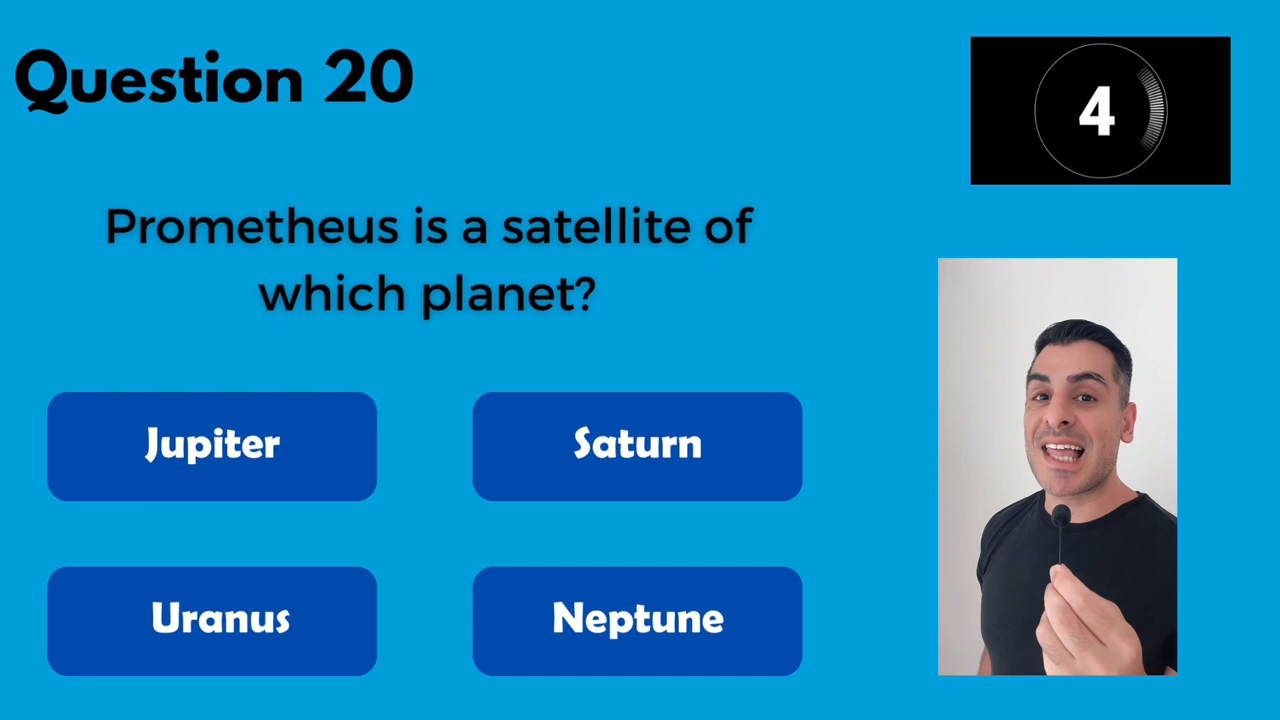 Question 20
4
Prometheus is a satellite of
which planet?
Jupiter
Saturn
Uranus
Neptune